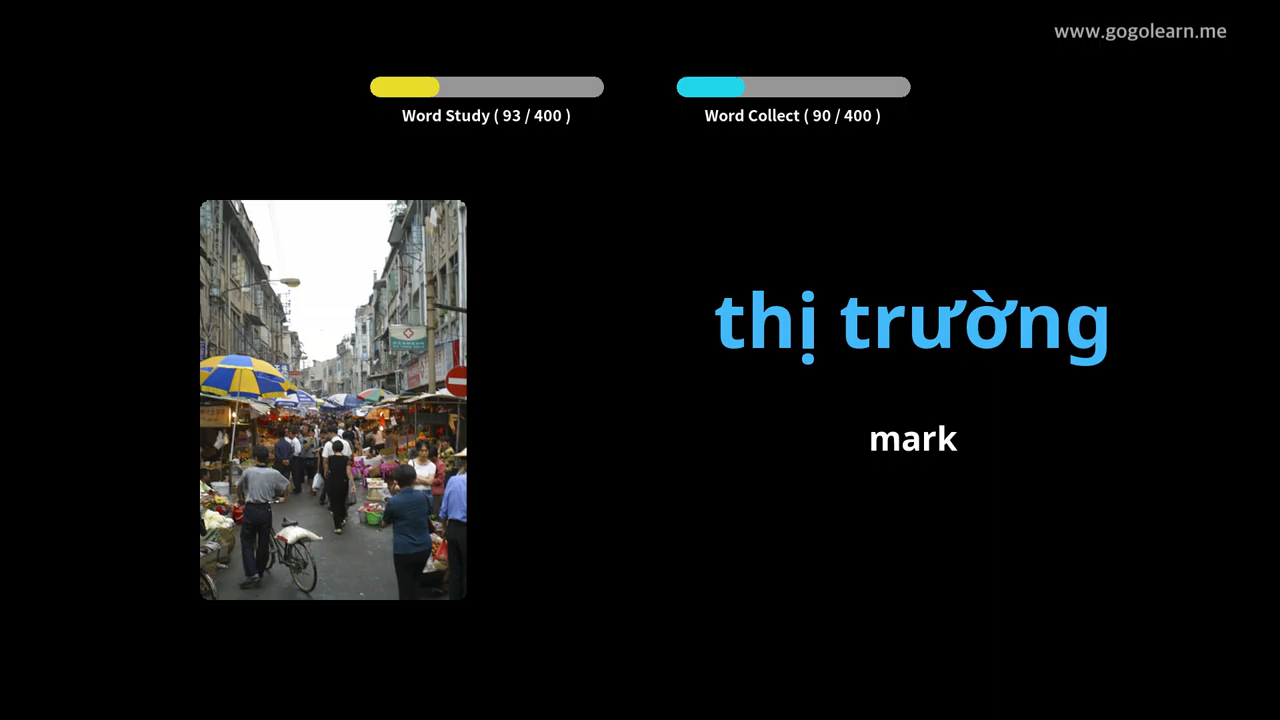 www.gogolearn.me
Word Study ( 93 / 400 )
Word Collect ( 90 / 400 )
thị trường
mark